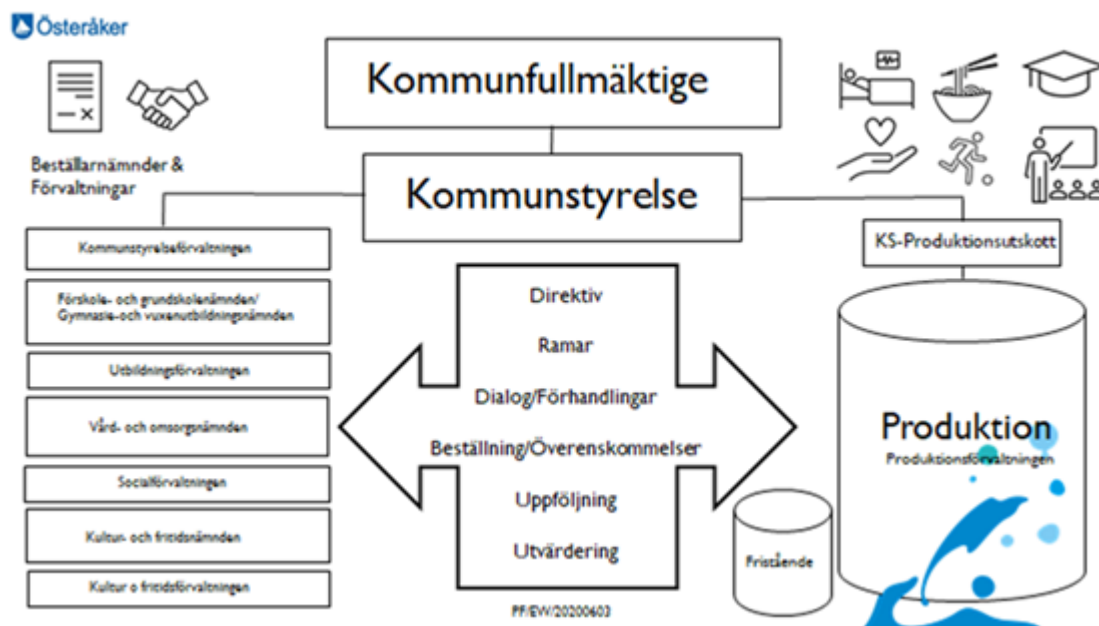 Österåker
Kommunfullmäktige
Beställarnämnder &
Förvaltningar
Kommunstyrelse
Kommunstyrelseförvaltningen
Förskole- och grundskolenämnden/
Gymnasie-och vuxenutbildningsnämnden
Utbildningsförvaltningen
Vård- och omsorgsnämnden
Socialförvaltningen
Kultur- och fritidsnämnden
Kultur o fritidsförvaltningen
Direktiv
Ramar
Dialog/Förhandlingar
Beställning/Överenskommelser
Uppföljning
Utvärdering
PF/EW/20200603
KS-Produktionsutskott
Produktion
Produktionsförvaltningen
Fristående